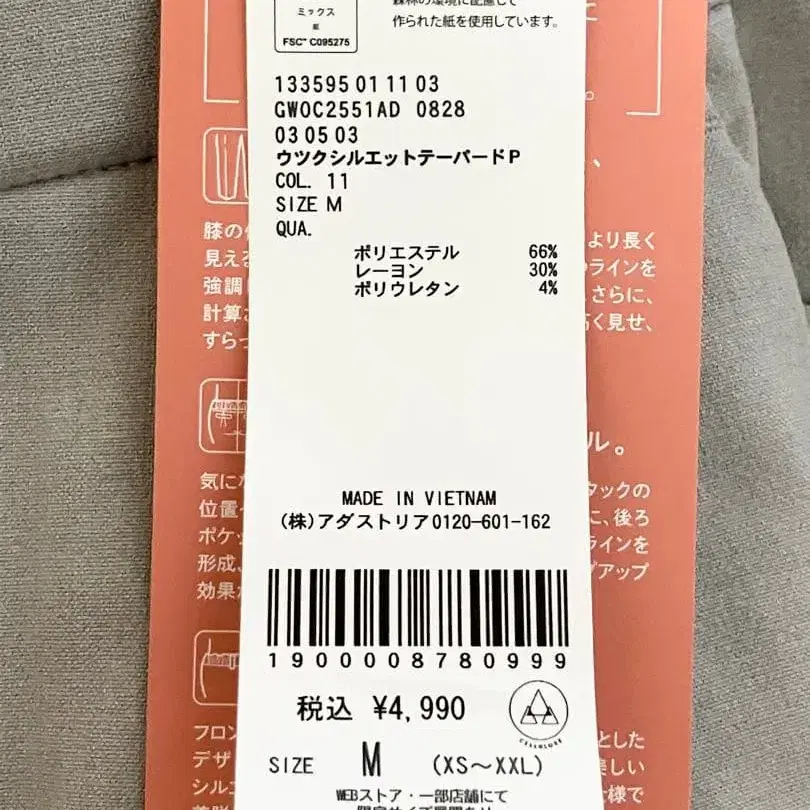 ミックス
紙
FSC™ C095275
森林の環境に配慮して
作られた紙を使用しています。
133595 01 11 03
GW0C2551AD 0828
03 05 03
ウツクシルエットテーパードP
COL. 11
SIZE M
QUA.
ポリエステル 66%
レーヨン 30%
ポリウレタン 4%
MADE IN VIETNAM
(株)アダストリア0120-601-162
1900008780999
税込 ¥4,990
CELLULOSE
SIZE M (XS〜XXL)
WEBストア・一部店舗にて
に
。
、
膝の
見える
強調
計算
すらっ
より長く
ラインを
さらに、
く見せ、
ル。
気に
位置
ポケッ
形成、
効果
タックの
に、後ろ
ラインを
アップ
フロン
デザ
シルエ
とした
美しい
仕様で